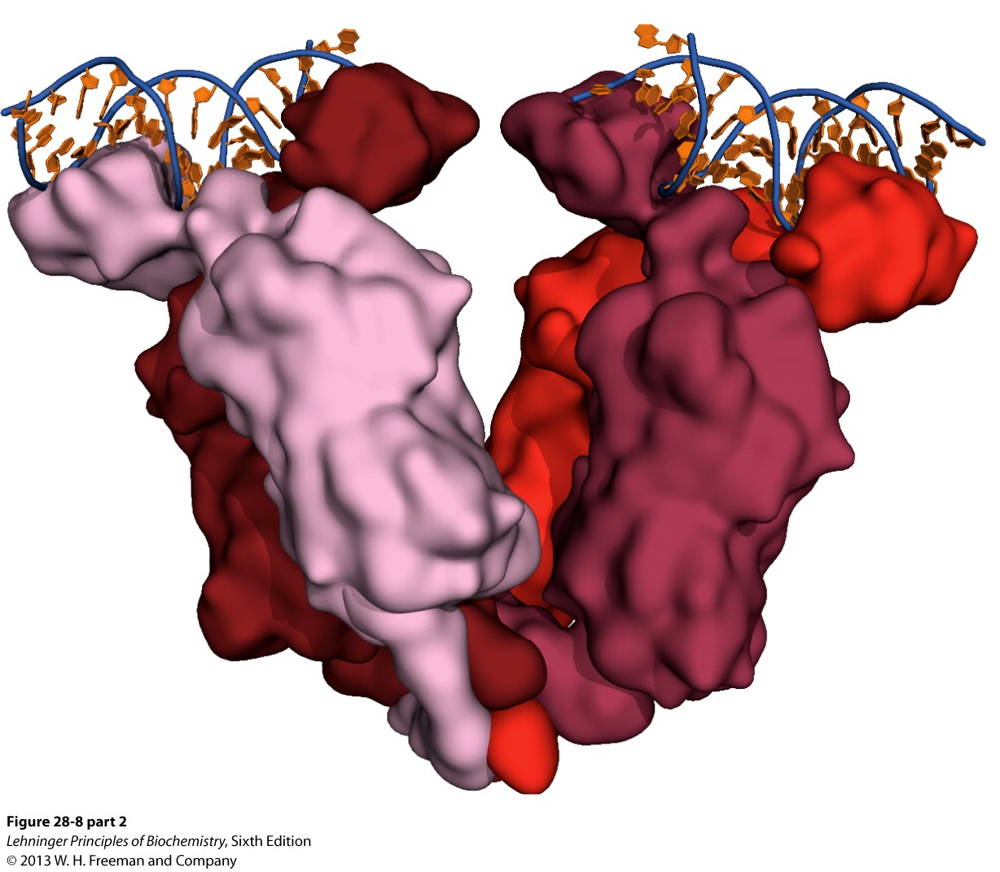 Figure 28-8 part 2
Lehninger Principles of Biochemistry, Sixth Edition
© 2013 W. H. Freeman and Company